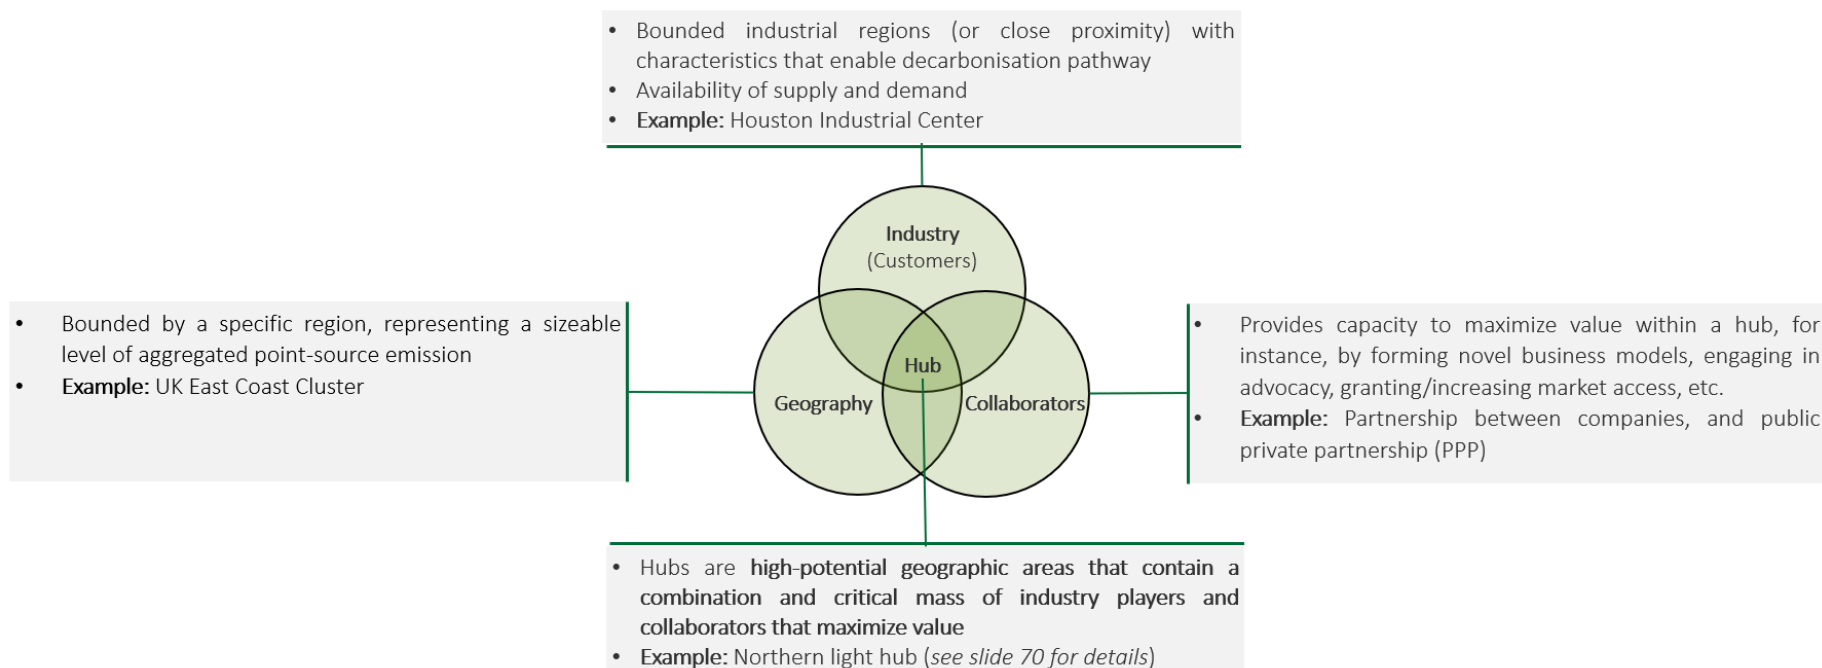 • Bounded industrial regions (or close proximity) with
characteristics that enable decarbonisation pathway
• Availability of supply and demand
• Example: Houston Industrial Center
Industry
(Customers)
• Bounded by a specific region, representing a sizeable
level of aggregated point-source emission
• Example: UK East Coast Cluster
Hub
Geography
Collaborators
• Provides capacity to maximize value within a hub, for
instance, by forming novel business models, engaging in
advocacy, granting/increasing market access, etc.
• Example: Partnership between companies, and public
private partnership (PPP)
• Hubs are high-potential geographic areas that contain a
combination and critical mass of industry players and
collaborators that maximize value
• Example: Northern light hub (see slide 70 for details)